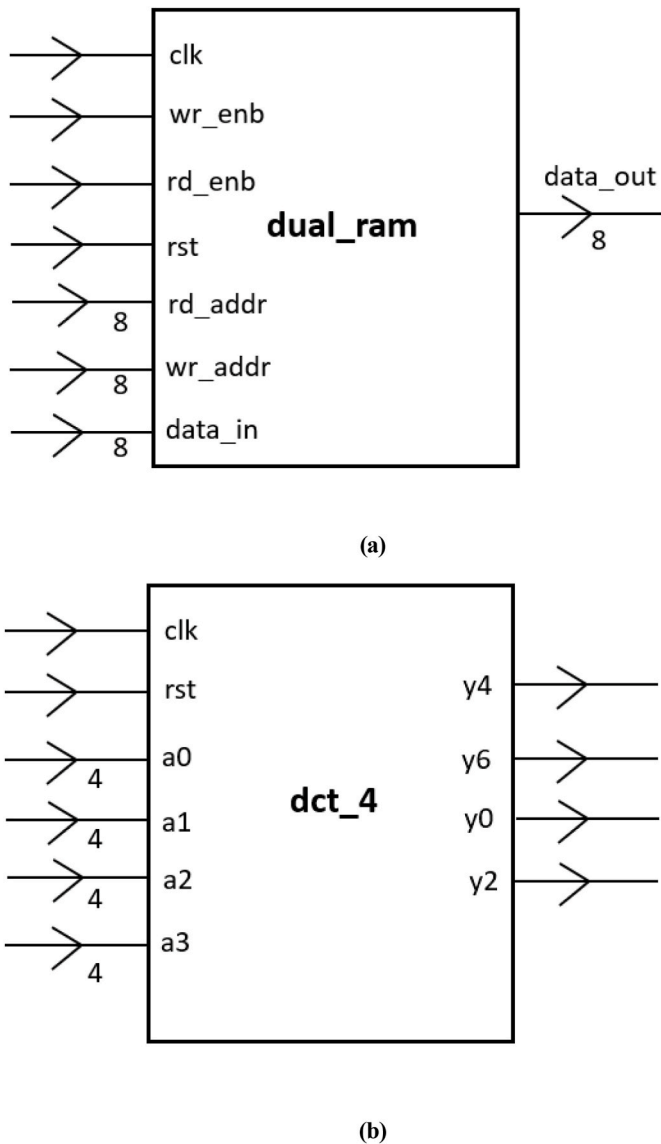 clk
wr_enb
rd_enb
data_out
dual_ram
8
rst
8 rd_addr
8 wr_addr
8 data_in
(a)
clk
rst
y4
4 a0
y6
dct_4
4 a1
y0
4 a2
y2
4 a3
(b)